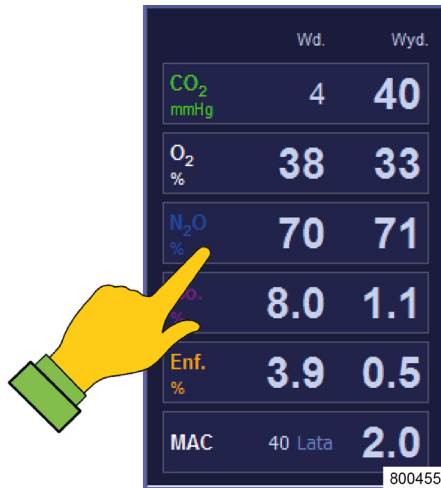 Wd. Wyd.
CO₂ 4 40
mmHg
O₂ 38 33
%
N₂O 70 71
%
8.0 1.1
%
Enf. 3.9 0.5
%
MAC 40 Lata 2.0
800455